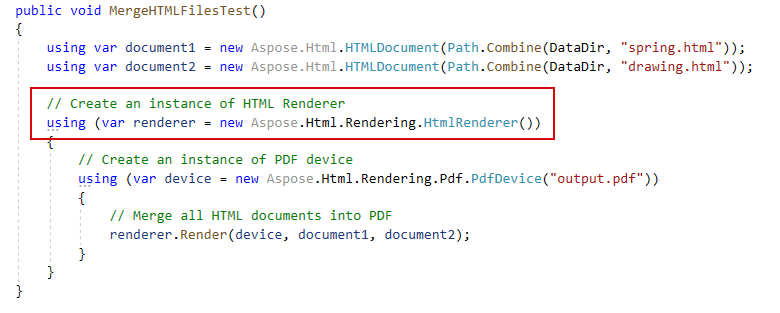 public void MergeHTMLFilesTest()
{
    using var document1 = new Aspose.Html.HTMLDocument(Path.Combine(DataDir, "spring.html"));
    using var document2 = new Aspose.Html.HTMLDocument(Path.Combine(DataDir, "drawing.html"));
    // Create an instance of HTML Renderer
    using (var renderer = new Aspose.Html.Rendering.HtmlRenderer())
    {
        // Create an instance of PDF device
        using (var device = new Aspose.Html.Rendering.Pdf.PdfDevice("output.pdf"))
        {
            // Merge all HTML documents into PDF
            renderer.Render(device, document1, document2);
        }
    }
}